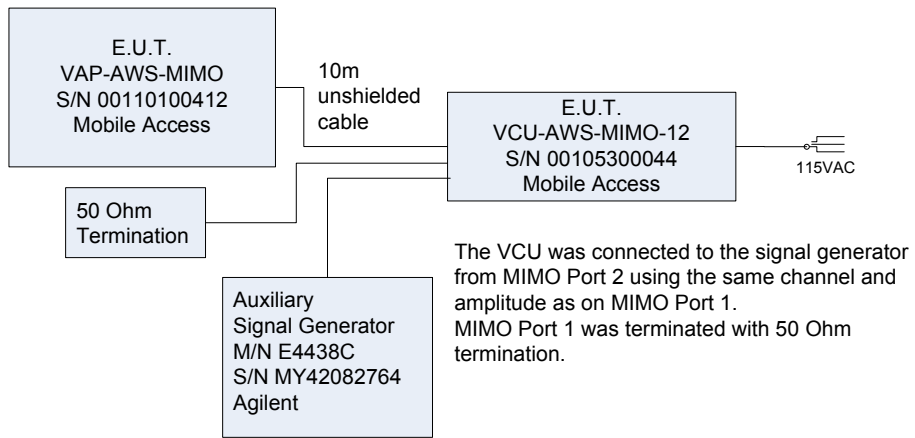 E.U.T.
VAP-AWS-MIMO
S/N 00110100412
Mobile Access
10m
unshielded
cable
E.U.T.
VCU-AWS-MIMO-12
S/N 00105300044
Mobile Access
115VAC
50 Ohm
Termination
Auxiliary
Signal Generator
M/N E4438C
S/N MY42082764
Agilent
The VCU was connected to the signal generator
from MIMO Port 2 using the same channel and
amplitude as on MIMO Port 1.
MIMO Port 1 was terminated with 50 Ohm
termination.